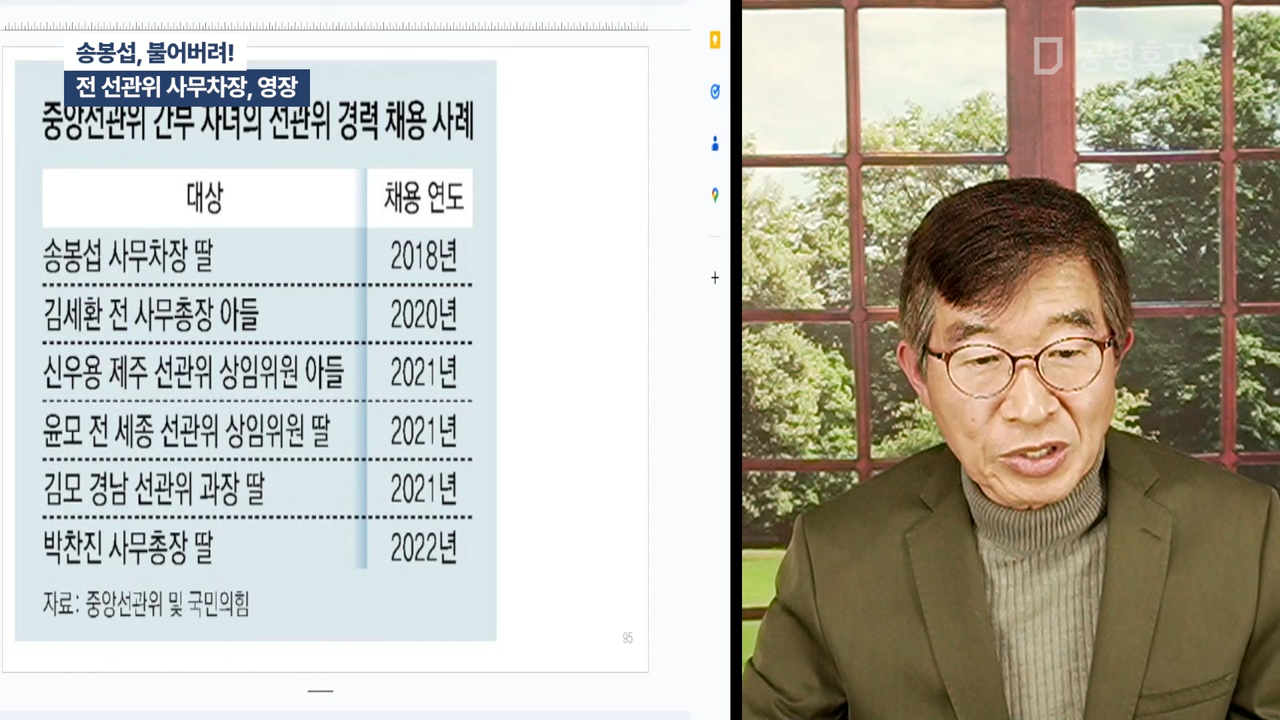 송봉섭, 불어버려!
전 선관위 사무차장, 영장
중앙선관위 간부 자녀의 선관위 경력 채용 사례
대상 채용 연도
송봉섭 사무차장 딸 2018년
김세환 전 사무총장 아들 2020년
신우용 제주 선관위 상임위원 아들 2021년
윤모 전 세종 선관위 상임위원 딸 2021년
김모 경남 선관위 과장 딸 2021년
박찬진 사무총장 딸 2022년
자료: 중앙선관위 및 국민의힘
95
공병호TV